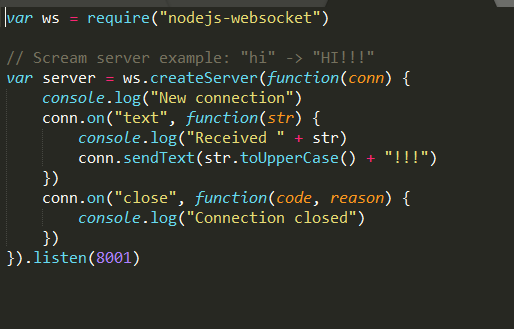 var ws = require("nodejs-websocket")
// Scream server example: "hi" -> "HI!!!"
var server = ws.createServer(function(conn) {
    console.log("New connection")
    conn.on("text", function(str) {
        console.log("Received " + str)
        conn.sendText(str.toUpperCase() + "!!!")
    })
    conn.on("close", function(code, reason) {
        console.log("Connection closed")
    })
}).listen(8001)